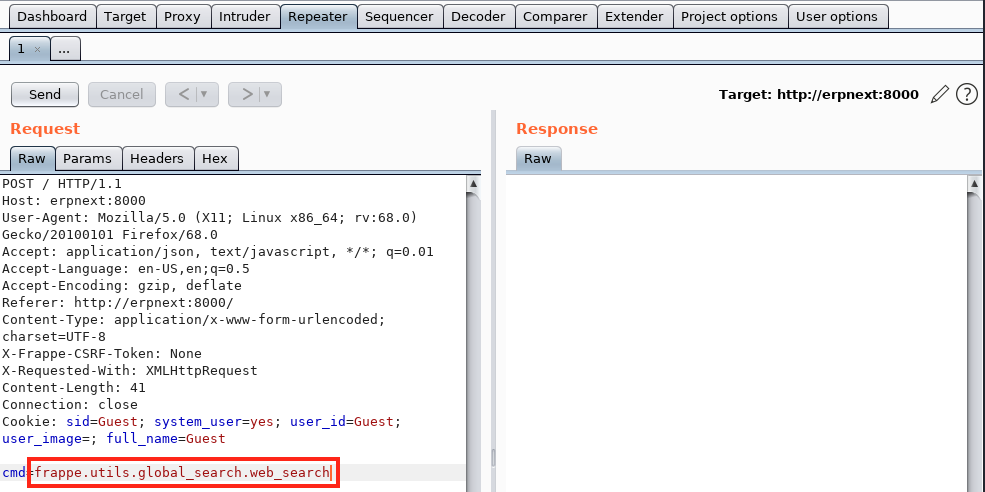 Dashboard Target Proxy Intruder Repeater Sequencer Decoder Comparer Extender Project options User options
1 × ...
Send Cancel < > Target: http://erpnext:8000 ?
Request
Raw Params Headers Hex
POST / HTTP/1.1
Host: erpnext:8000
User-Agent: Mozilla/5.0 (X11; Linux x86_64; rv:68.0)
Gecko/20100101 Firefox/68.0
Accept: application/json, text/javascript, */*; q=0.01
Accept-Language: en-US,en;q=0.5
Accept-Encoding: gzip, deflate
Referer: http://erpnext:8000/
Content-Type: application/x-www-form-urlencoded;
charset=UTF-8
X-Frappe-CSRF-Token: None
X-Requested-With: XMLHttpRequest
Content-Length: 41
Connection: close
Cookie: sid=Guest; system_user=yes; user_id=Guest;
user_image=; full_name=Guest
cmd=frappe.utils.global_search.web_search
Response
Raw